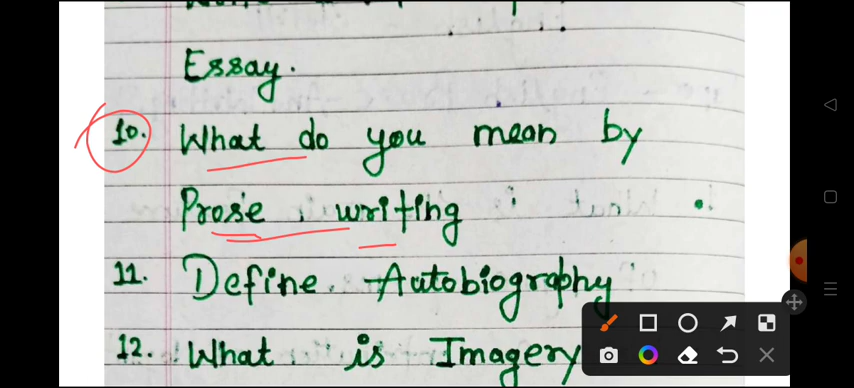 Essay.
10. What do you mean by
Prose writing
11. Define Autobiography
12. What is Imagery